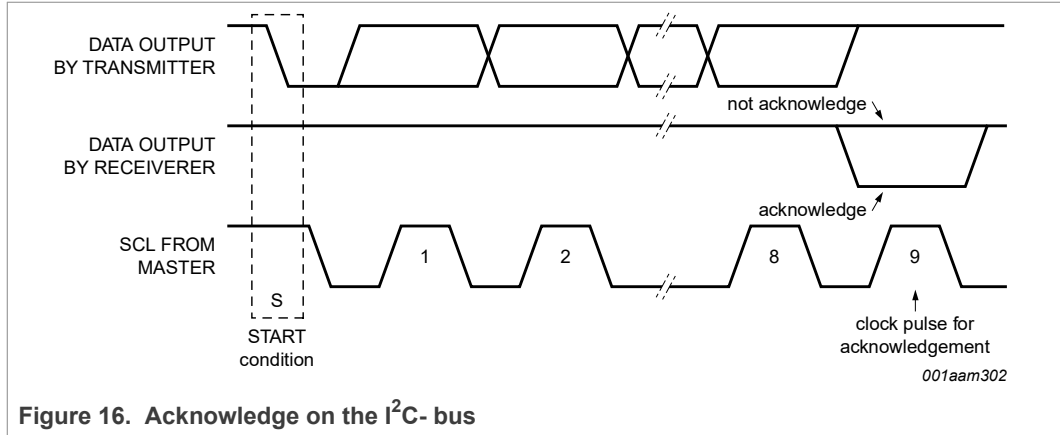 DATA OUTPUT
BY TRANSMITTER
not acknowledge
DATA OUTPUT
BY RECEIVERER
acknowledge
SCL FROM
MASTER
1
2
8
9
S
START
condition
clock pulse for
acknowledgement
001aam302
Figure 16. Acknowledge on the I²C- bus